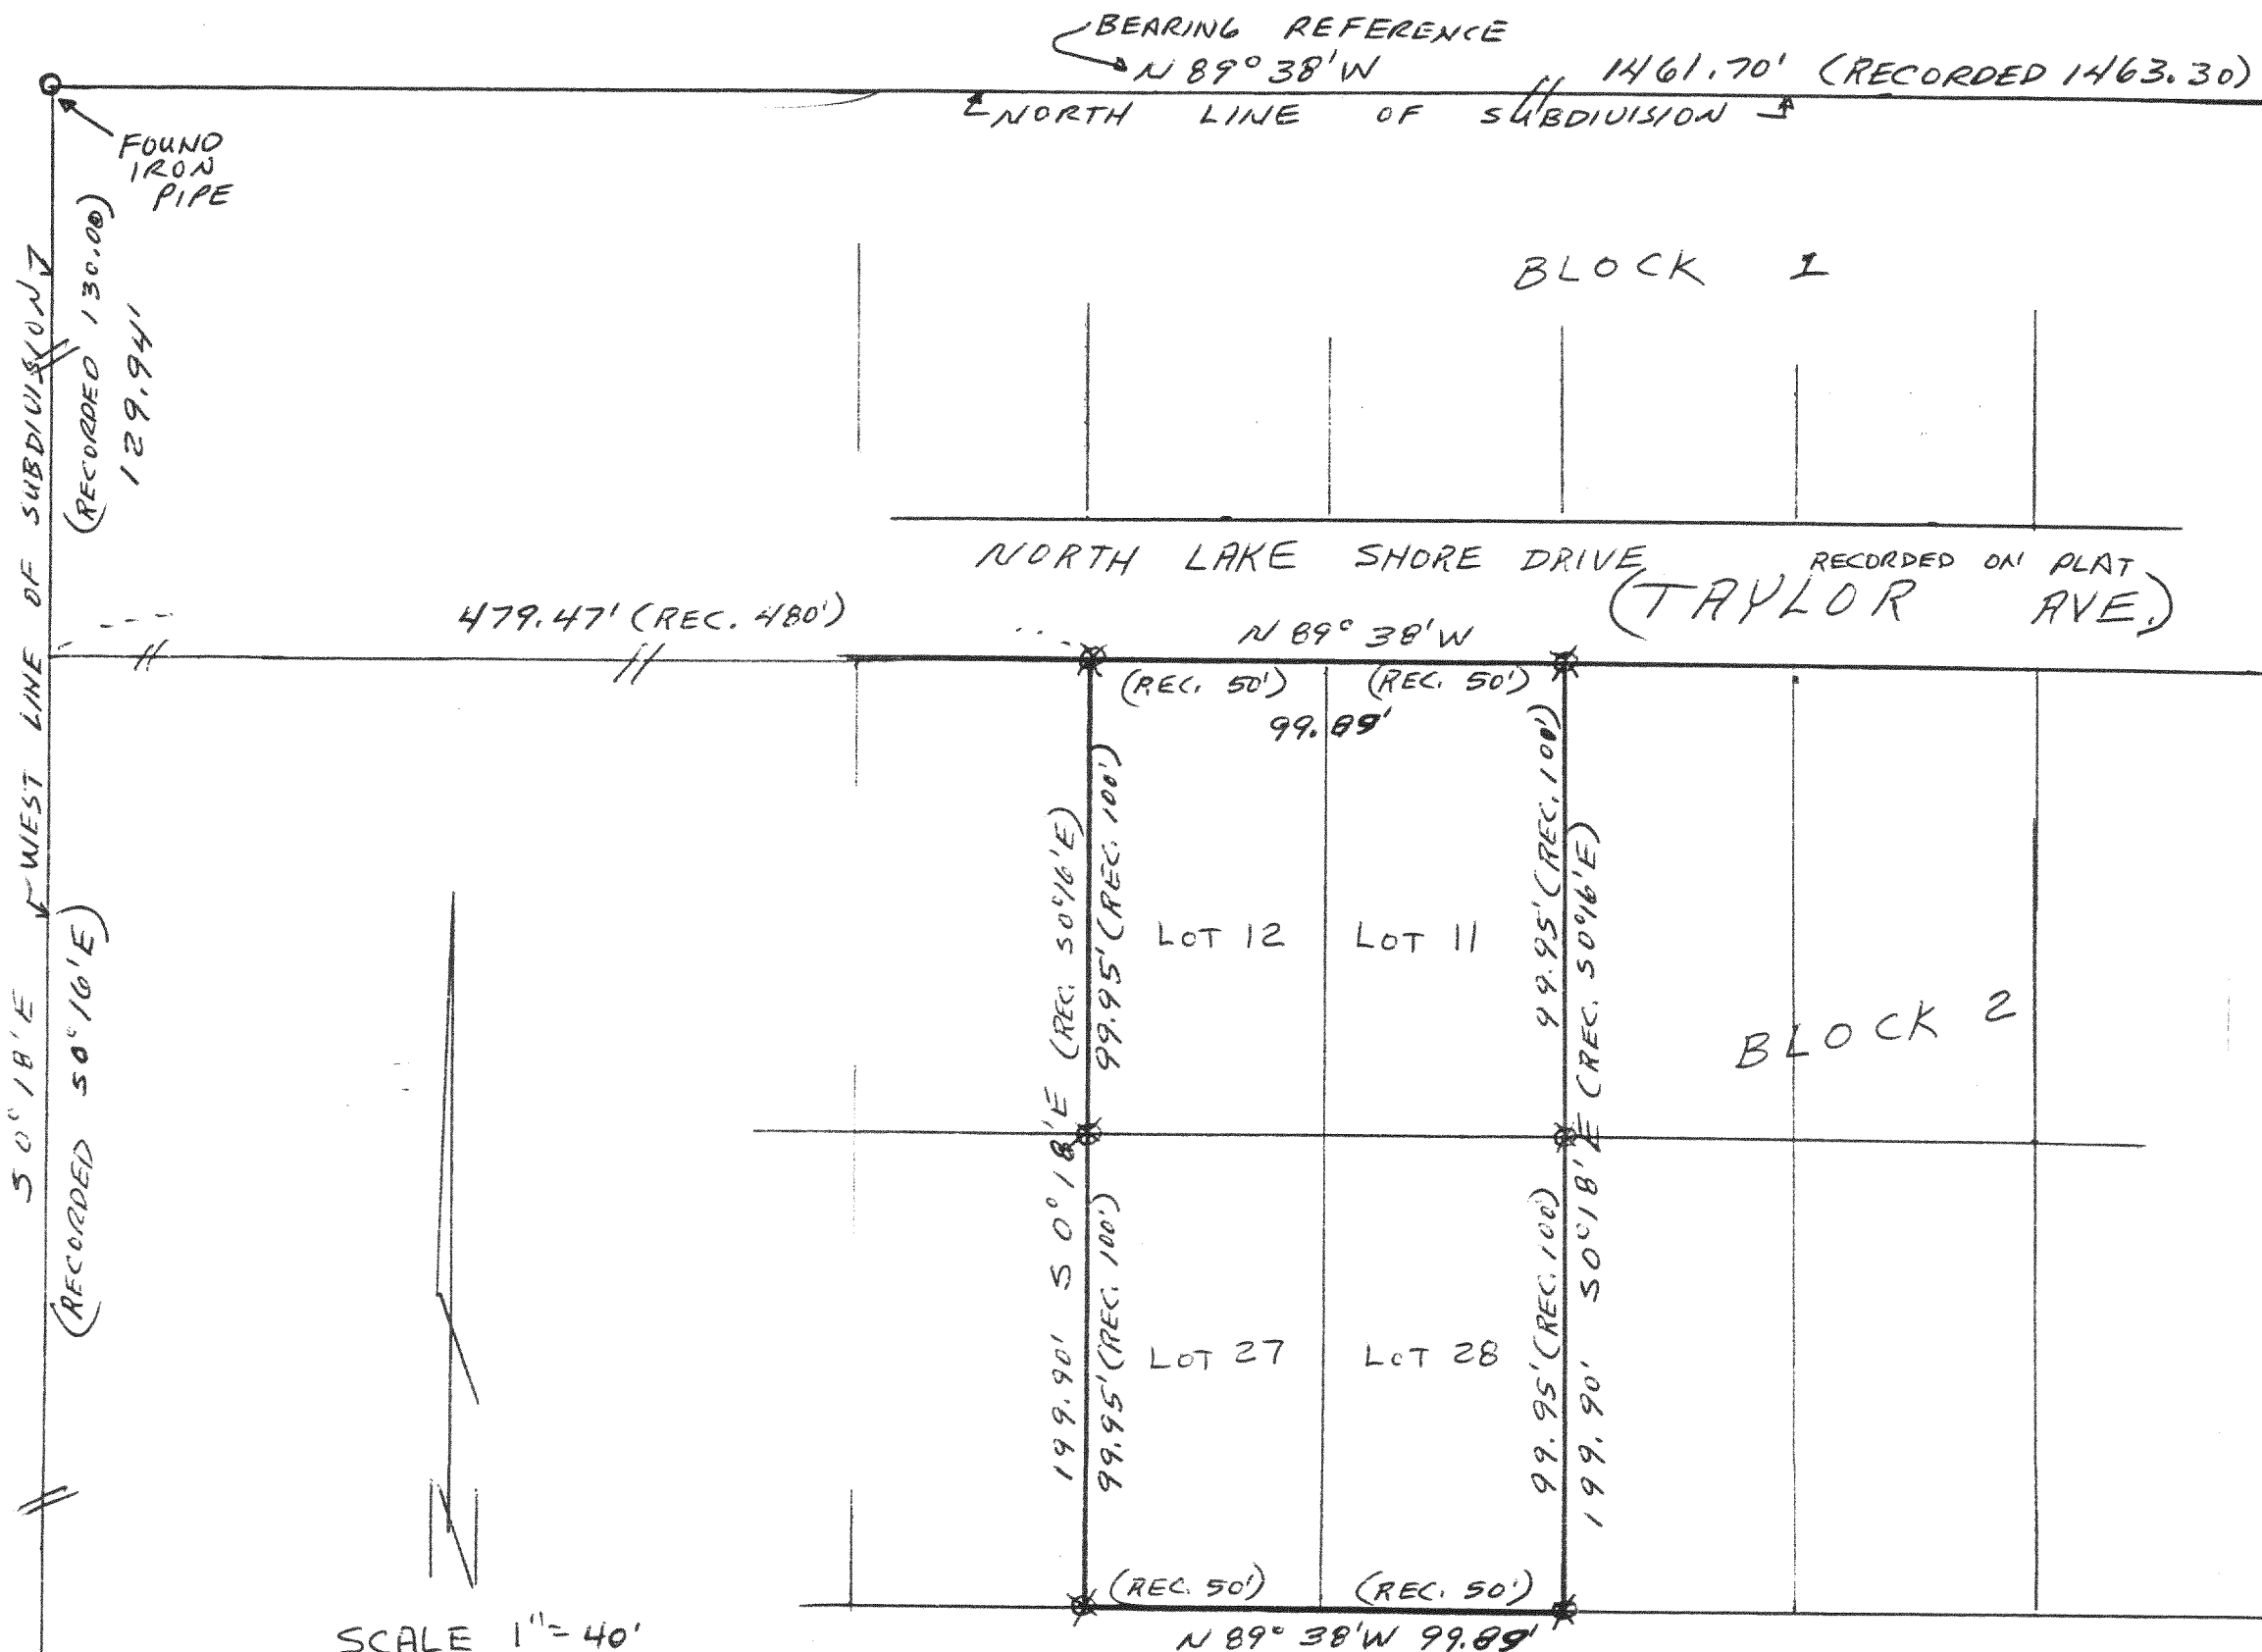 BEARING REFERENCE
N 89° 38' W 1461.70' (RECORDED 1463.30)
NORTH LINE OF SUBDIVISION
FOUND
IRON
PIPE
WEST LINE OF SUBDIVISION
(RECORDED 130.00)
129.94'
S 0° 18' E
(RECORDED S 0° 16' E)
BLOCK 1
NORTH LAKE SHORE DRIVE
RECORDED ON PLAT
(TAYLOR AVE.)
479.47' (REC. 480')
N 89° 38' W
(REC. 50') (REC. 50')
99.89'
199.90' S 0° 18' E (REC. S 0° 16' E)
99.95' (REC. 100')
99.95' (REC. 100')
LOT 12 LOT 11
99.95' (REC. 100')
199.90' S 0° 18' E (REC. S 0° 16' E)
BLOCK 2
99.95' (REC. 100)
LOT 27 LOT 28
(REC. 50') (REC. 50')
N 89° 38' W 99.89'
N
SCALE 1" = 40'